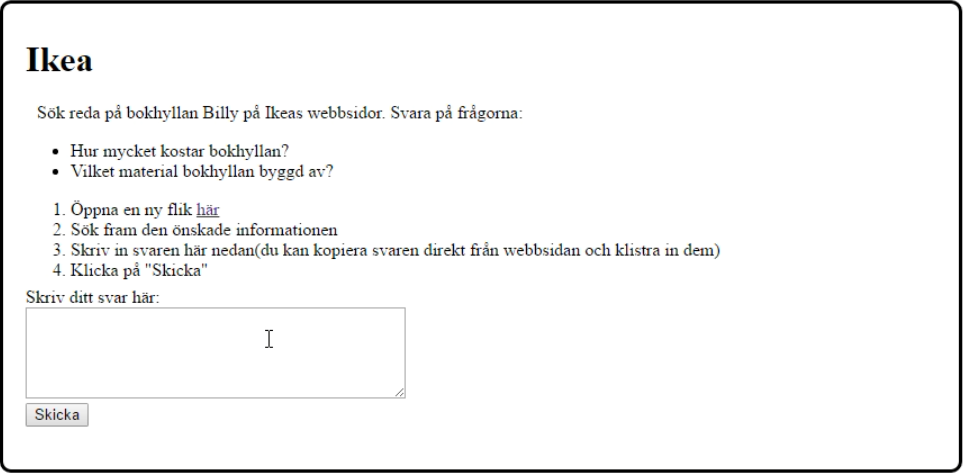 Ikea
Sök reda på bokhyllan Billy på Ikeas webbsidor. Svara på frågorna:
• Hur mycket kostar bokhyllan?
• Vilket material bokhyllan byggd av?
1. Öppna en ny flik här
2. Sök fram den önskade informationen
3. Skriv in svaren här nedan(du kan kopiera svaren direkt från webbsidan och klistra in dem)
4. Klicka på "Skicka"
Skriv ditt svar här:
Skicka